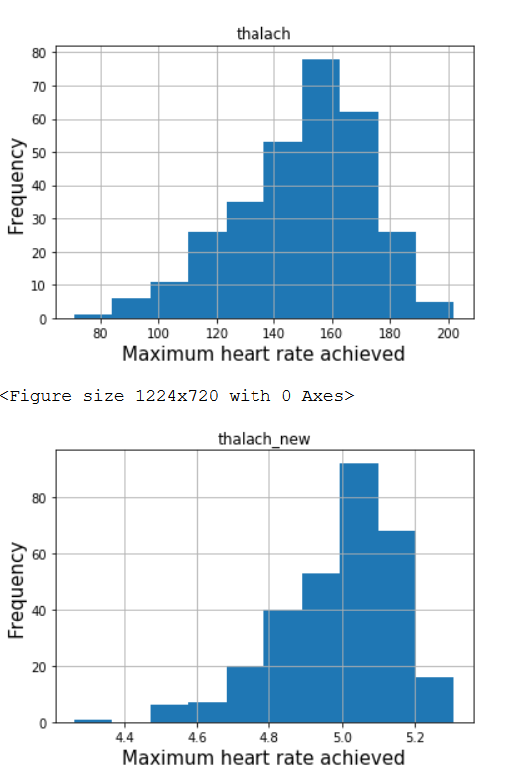 thalach
80
70
60
50
40
30
20
10
0
Frequency
80 100 120 140 160 180 200
Maximum heart rate achieved
<Figure size 1224x720 with 0 Axes>
thalach_new
80
60
40
20
0
Frequency
4.4 4.6 4.8 5.0 5.2
Maximum heart rate achieved